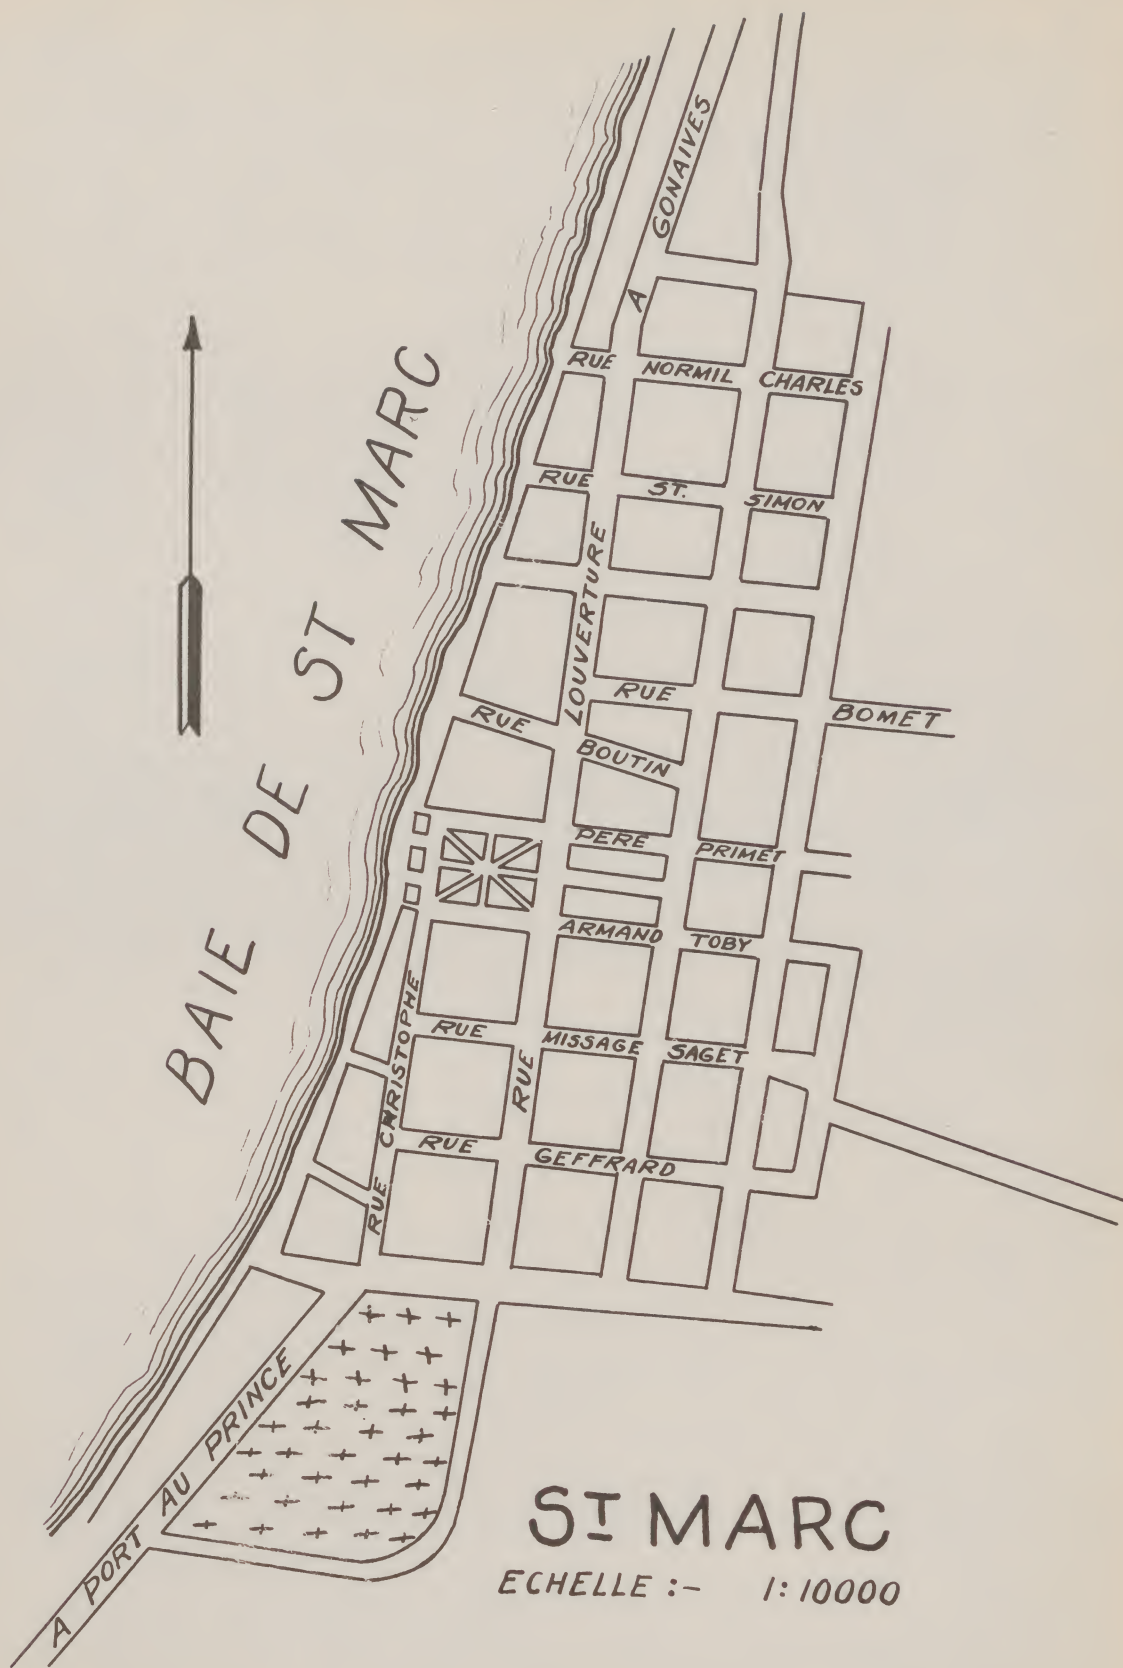 A GONAIVES
RUE NORMIL CHARLES
RUE ST. SIMON
RUE LOUVERTURE
RUE BOMET
RUE BOUTIN
PERE PRIMET
ARMAND TOBY
RUE MISSAGE SAGET
RUE GEFFRARD
RUE CHRISTOPHE
BAIE DE ST MARC
A PORT AU PRINCE
ST MARC
ECHELLE :- 1:10000